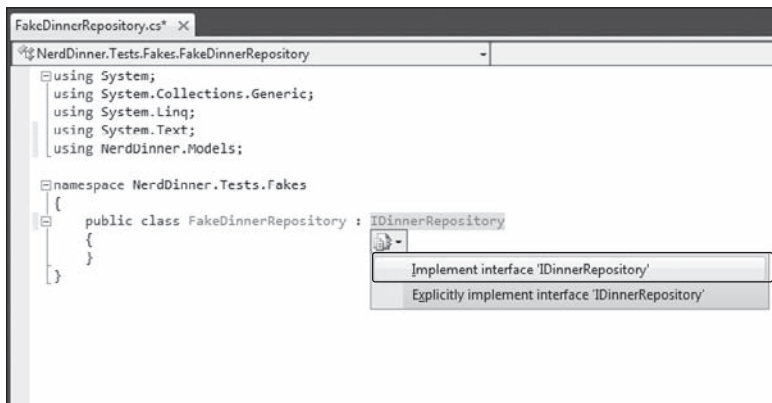 FakeDinnerRepository.cs* ×
NerdDinner.Tests.Fakes.FakeDinnerRepository
using System;
using System.Collections.Generic;
using System.Linq;
using System.Text;
using NerdDinner.Models;
namespace NerdDinner.Tests.Fakes
{
public class FakeDinnerRepository : IDinnerRepository
{
}
}
Implement interface 'IDinnerRepository'
Explicitly implement interface 'IDinnerRepository'